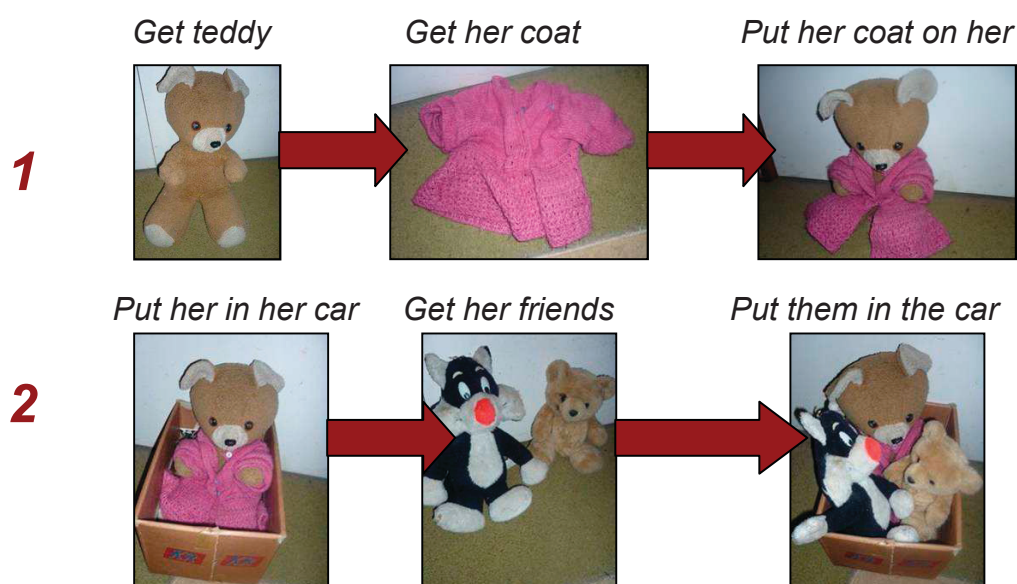 Get teddy
Get her coat
Put her coat on her
1
Put her in her car
Get her friends
Put them in the car
2